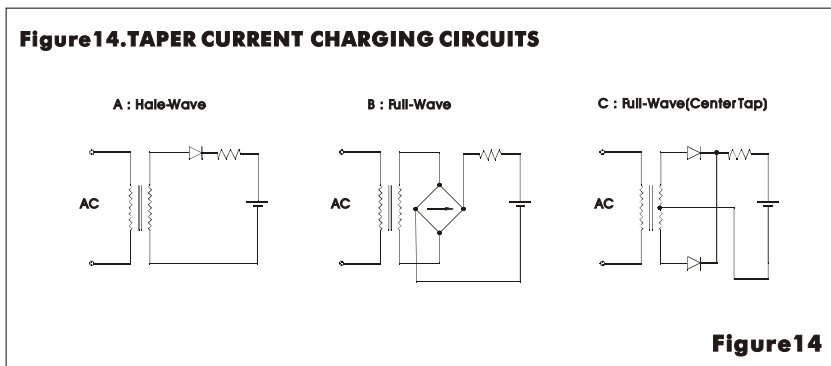 Figure14.TAPER CURRENT CHARGING CIRCUITS
A : Hale-Wave
B : Full-Wave
C : Full-Wave(Center Tap)
AC
AC
AC
Figure14